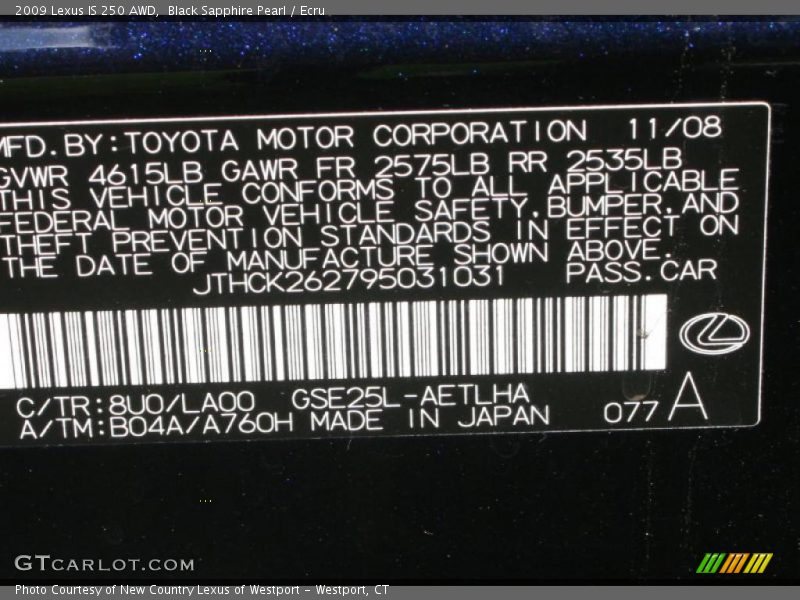 2009 Lexus IS 250 AWD, Black Sapphire Pearl / Ecru
MFD.BY:TOYOTA MOTOR CORPORATION 11/08
GVWR 4615LB GAWR FR 2575LB RR 2535LB
THIS VEHICLE CONFORMS TO ALL APPLICABLE
FEDERAL MOTOR VEHICLE SAFETY,BUMPER,AND
THEFT PREVENTION STANDARDS IN EFFECT ON
THE DATE OF MANUFACTURE SHOWN ABOVE.
JTHCK262795031031 PASS.CAR
C/TR:8U0/LA00 GSE25L-AETLHA
A/TM:B04A/A760H MADE IN JAPAN 077 A
GTCARLOT.COM
Photo Courtesy of New Country Lexus of Westport - Westport, CT